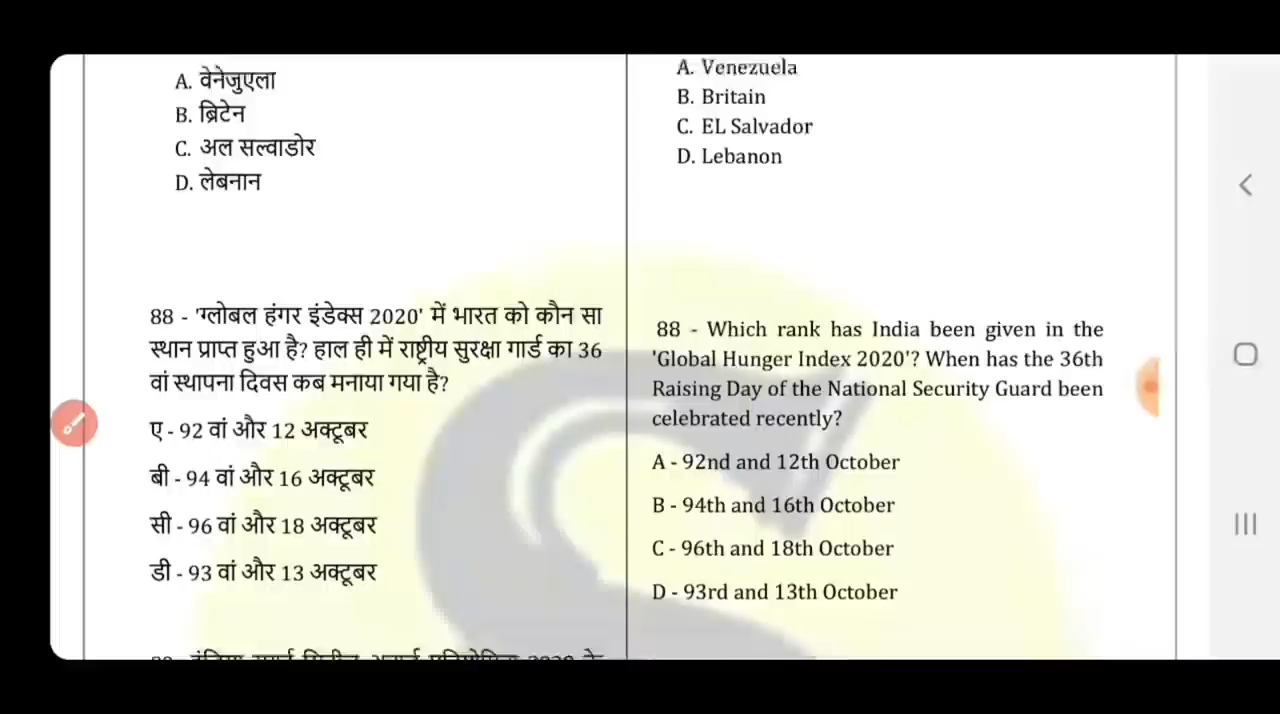 A. वेनेजुएला
B. ब्रिटेन
C. अल सल्वाडोर
D. लेबनान
88 - 'ग्लोबल हंगर इंडेक्स 2020' में भारत को कौन सा
स्थान प्राप्त हुआ है? हाल ही में राष्ट्रीय सुरक्षा गार्ड का 36
वां स्थापना दिवस कब मनाया गया है?
ए - 92 वां और 12 अक्टूबर
बी - 94 वां और 16 अक्टूबर
सी - 96 वां और 18 अक्टूबर
डी - 93 वां और 13 अक्टूबर
A. Venezuela
B. Britain
C. EL Salvador
D. Lebanon
88 - Which rank has India been given in the
'Global Hunger Index 2020'? When has the 36th
Raising Day of the National Security Guard been
celebrated recently?
A - 92nd and 12th October
B - 94th and 16th October
C - 96th and 18th October
D - 93rd and 13th October